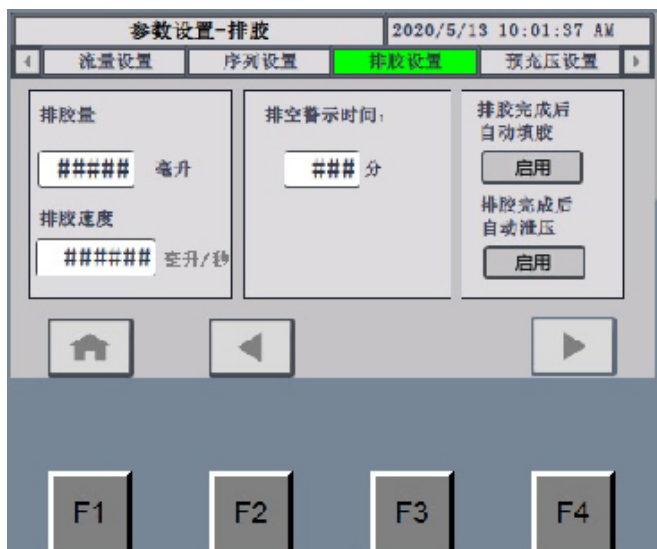 参数设置-排胶
2020/5/13 10:01:37 AM
流量设置
序列设置
排胶设置
预充压设置
排胶量
##### 毫升
排胶速度
###### 毫升/秒
排空警示时间:
### 分
排胶完成后
自动填胶
启用
排胶完成后
自动泄压
启用
F1
F2
F3
F4